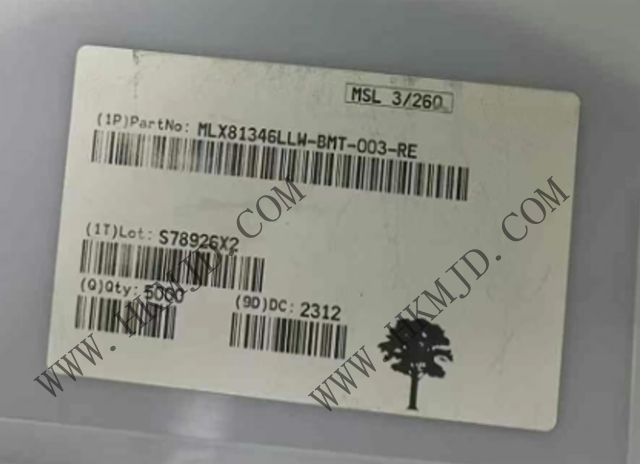 MSL 3/260
(1P)PartNo: MLX81346LLW-BMT-003-RE
(1T)Lot: S78926X2
(Q)Qty: 5000
(9D)DC: 2312
WWW.HKMJD.COM
WWW.HKMJD.COM